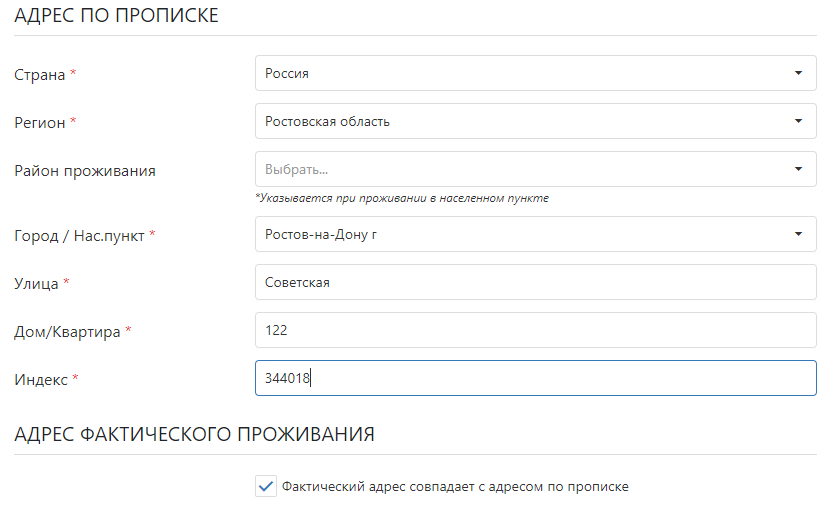 АДРЕС ПО ПРОПИСКЕ
Страна * Россия
Регион * Ростовская область
Район проживания Выбрать...
*Указывается при проживании в населенном пункте
Город / Нас.пункт * Ростов-на-Дону г
Улица * Советская
Дом/Квартира * 122
Индекс * 344018
АДРЕС ФАКТИЧЕСКОГО ПРОЖИВАНИЯ
Фактический адрес совпадает с адресом по прописке